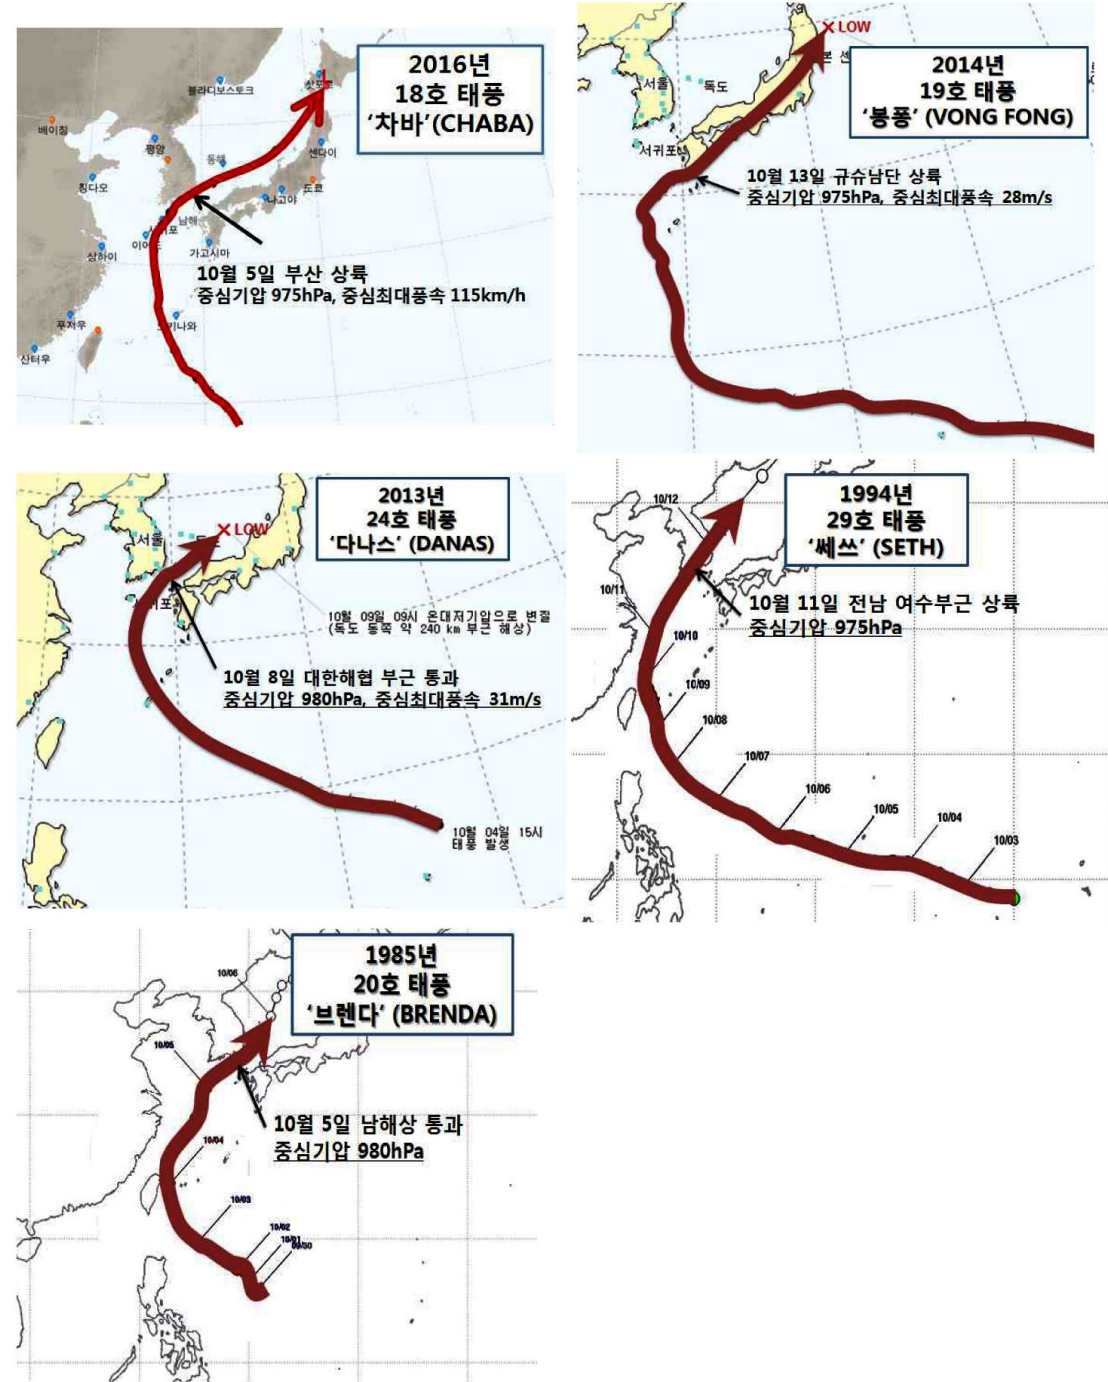 2016년
18호 태풍
‘차바’(CHABA)
삿포로
블라디보스토크
베이징
평양
센다이
동해
칭다오
도쿄
나고야
남해
이어도
상하이
가고시마
10월 5일 부산 상륙
중심기압 975hPa, 중심최대풍속 115km/h
푸저우
산터우
LOW
2014년
19호 태풍
‘봉퐁’ (VONG FONG)
서울
독도
서귀포
10월 13일 규슈남단 상륙
중심기압 975hPa, 중심최대풍속 28m/s
2013년
24호 태풍
‘다나스’ (DANAS)
LOW
서울
10월 09일 09시 온대저기압으로 변질
(독도 동쪽 약 240 km 부근 해상)
10월 8일 대한해협 부근 통과
중심기압 980hPa, 중심최대풍속 31m/s
10월 04일 15시
태풍 발생
1994년
29호 태풍
‘쎄쓰’ (SETH)
10/12
10/11
10월 11일 전남 여수부근 상륙
중심기압 975hPa
10/10
10/09
10/08
10/07
10/06
10/05
10/04
10/03
1985년
20호 태풍
‘브렌다’ (BRENDA)
10/06
10/05
10월 5일 남해상 통과
중심기압 980hPa
10/04
10/03
10/02
10/01
09/30